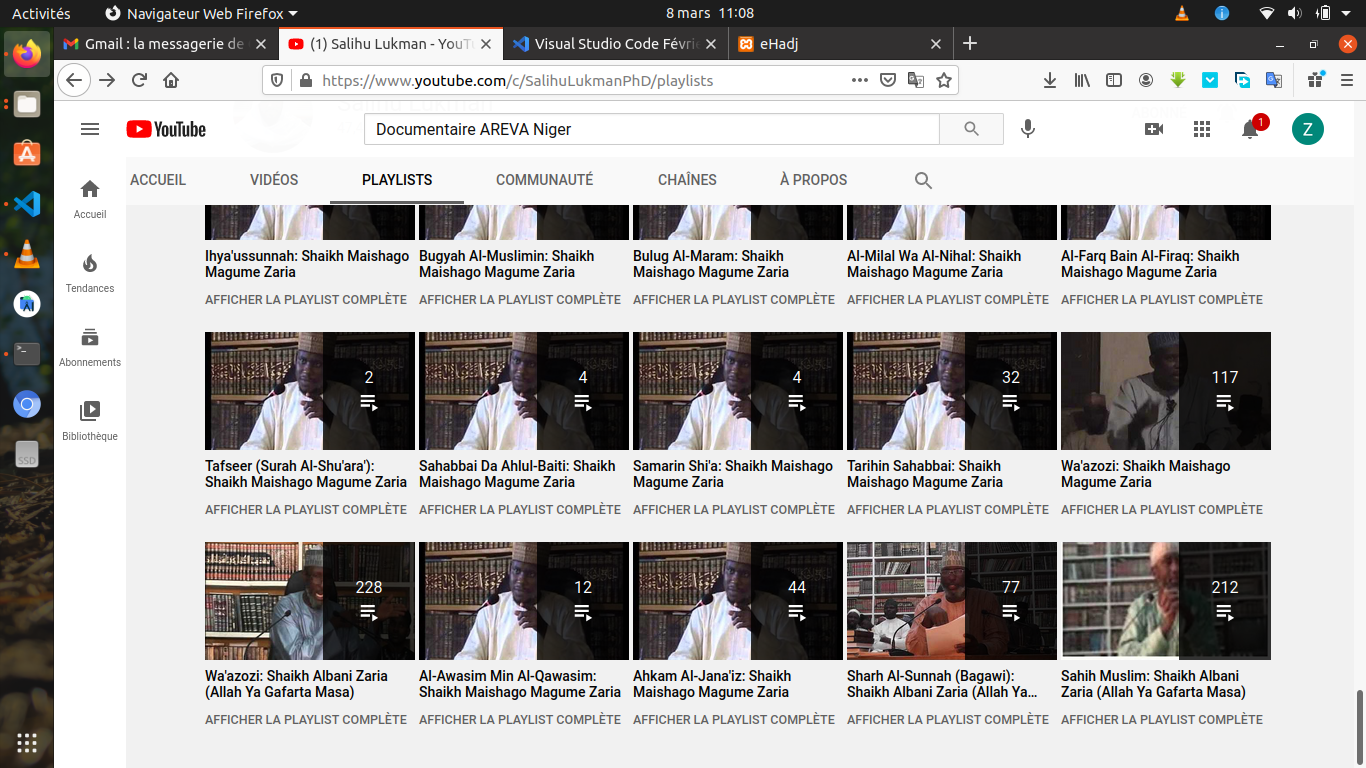 Activités
Navigateur Web Firefox
8 mars 11:08
Gmail : la messagerie de
(1) Salihu Lukman - YouT
Visual Studio Code Févri
eHadj
https://www.youtube.com/c/SalihuLukmanPhD/playlists
Salihu Lukman
YouTube
Documentaire AREVA Niger
1
Z
ACCUEIL
VIDÉOS
PLAYLISTS
COMMUNAUTÉ
CHAÎNES
À PROPOS
Accueil
Tendances
Abonnements
Bibliothèque
SSD
Ihya'ussunnah: Shaikh Maishago
Magume Zaria
AFFICHER LA PLAYLIST COMPLÈTE
Bugyah Al-Muslimin: Shaikh
Maishago Magume Zaria
AFFICHER LA PLAYLIST COMPLÈTE
Bulug Al-Maram: Shaikh
Maishago Magume Zaria
AFFICHER LA PLAYLIST COMPLÈTE
Al-Milal Wa Al-Nihal: Shaikh
Maishago Magume Zaria
AFFICHER LA PLAYLIST COMPLÈTE
Al-Farq Bain Al-Firaq: Shaikh
Maishago Magume Zaria
AFFICHER LA PLAYLIST COMPLÈTE
2
Tafseer (Surah Al-Shu'ara'):
Shaikh Maishago Magume Zaria
AFFICHER LA PLAYLIST COMPLÈTE
4
Sahabbai Da Ahlul-Baiti: Shaikh
Maishago Magume Zaria
AFFICHER LA PLAYLIST COMPLÈTE
4
Samarin Shi'a: Shaikh Maishago
Magume Zaria
AFFICHER LA PLAYLIST COMPLÈTE
32
Tarihin Sahabbai: Shaikh
Maishago Magume Zaria
AFFICHER LA PLAYLIST COMPLÈTE
117
Wa'azozi: Shaikh Maishago
Magume Zaria
AFFICHER LA PLAYLIST COMPLÈTE
228
Wa'azozi: Shaikh Albani Zaria
(Allah Ya Gafarta Masa)
AFFICHER LA PLAYLIST COMPLÈTE
12
Al-Awasim Min Al-Qawasim:
Shaikh Maishago Magume Zaria
AFFICHER LA PLAYLIST COMPLÈTE
44
Ahkam Al-Jana'iz: Shaikh
Maishago Magume Zaria
AFFICHER LA PLAYLIST COMPLÈTE
77
Sharh Al-Sunnah (Bagawi):
Shaikh Albani Zaria (Allah Ya...
AFFICHER LA PLAYLIST COMPLÈTE
212
Sahih Muslim: Shaikh Albani
Zaria (Allah Ya Gafarta Masa)
AFFICHER LA PLAYLIST COMPLÈTE